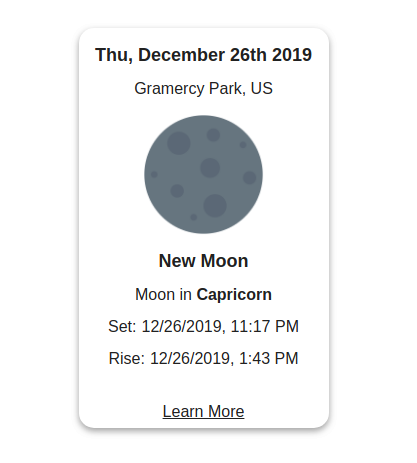 Thu, December 26th 2019
Gramercy Park, US
New Moon
Moon in Capricorn
Set: 12/26/2019, 11:17 PM
Rise: 12/26/2019, 1:43 PM
Learn More